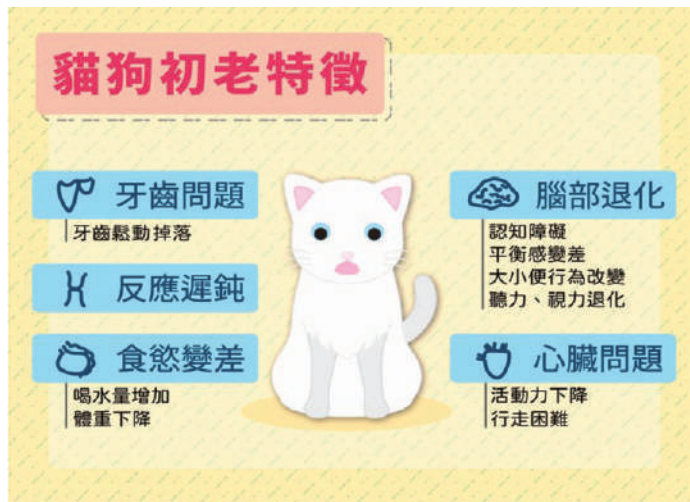 貓狗初老特徵
牙齒問題
牙齒鬆動掉落
反應遲鈍
食慾變差
喝水量增加
體重下降
腦部退化
認知障礙
平衡感變差
大小便行為改變
聽力、視力退化
心臟問題
活動力下降
行走困難